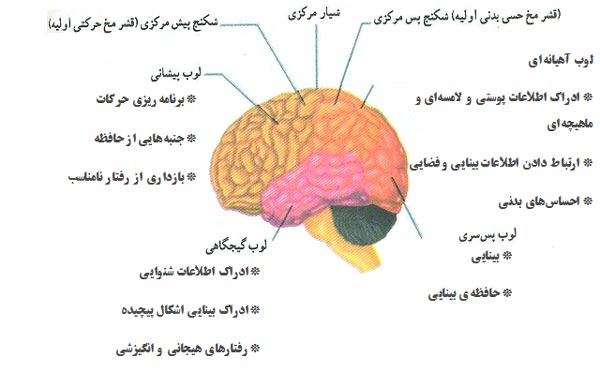 (قشر مخ حسی بدنی اولیه) شکنج پس مرکزی
شیار مرکزی
شکنج پیش مرکزی (قشر مخ حرکتی اولیه)
لوب آهیانه‌ای
* ادراک اطلاعات پوستی و لامسه‌ای و
ماهیچه‌ای
* ارتباط دادن اطلاعات بینایی و فضایی
* احساس‌های بدنی
لوب پس‌سری
* بینایی
* حافظه‌ی بینایی
لوب پیشانی
* برنامه ریزی حرکات
* جنبه‌هایی از حافظه
* بازداری از رفتار نامناسب
لوب گیجگاهی
* ادراک اطلاعات شنوایی
* ادراک بینایی اشکال پیچیده
* رفتارهای هیجانی و انگیزشی